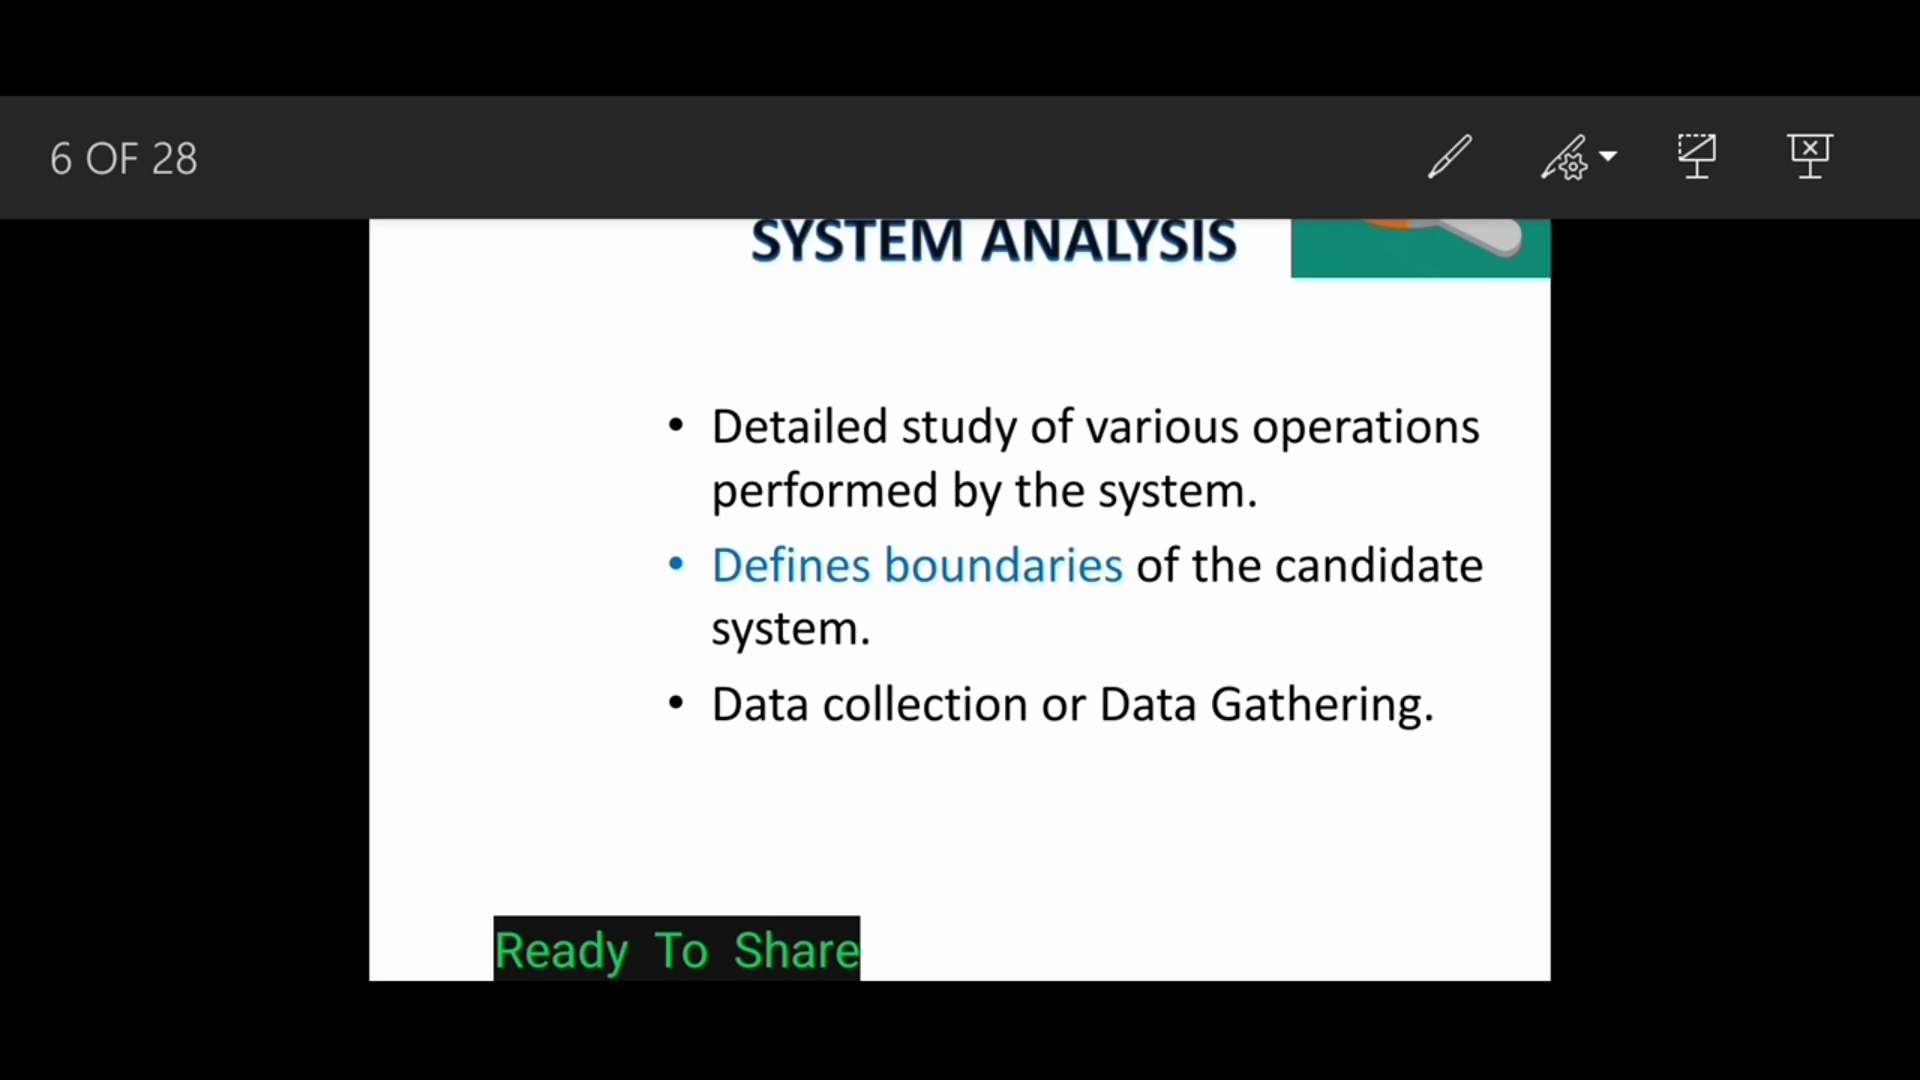 6 OF 28
SYSTEM ANALYSIS
• Detailed study of various operations
performed by the system.
• Defines boundaries of the candidate
system.
• Data collection or Data Gathering.
Ready To Share